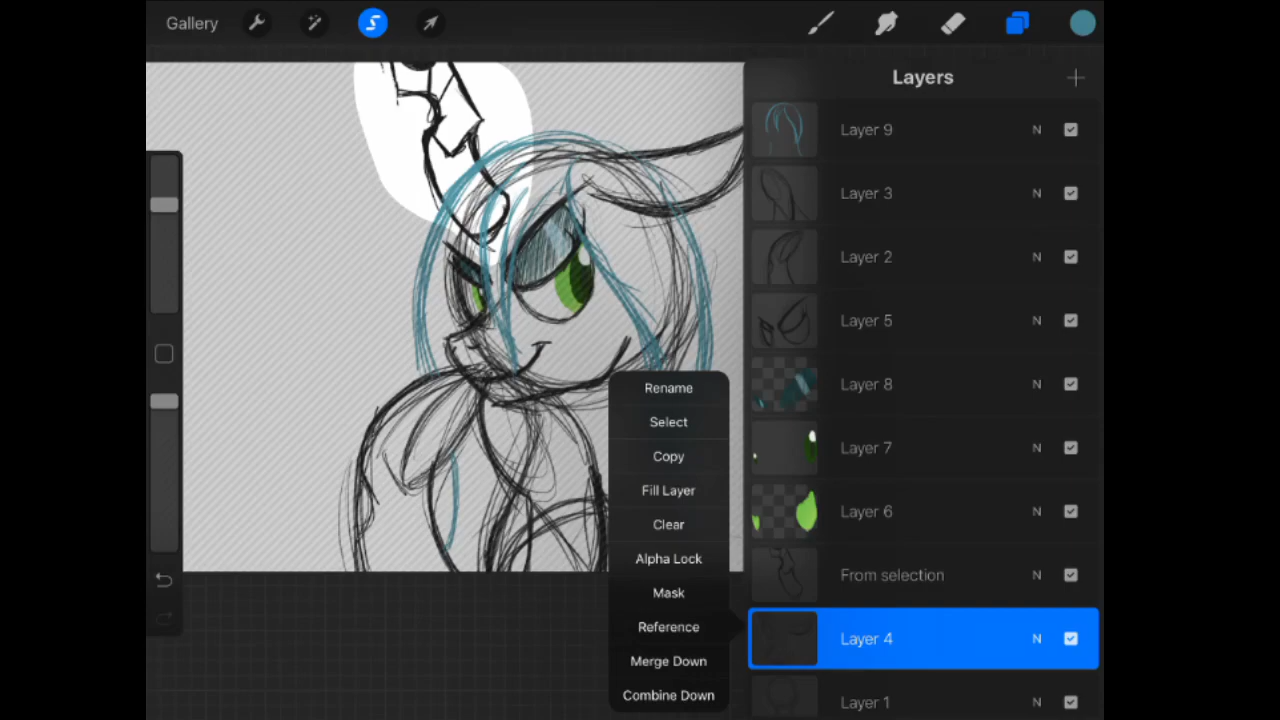 Gallery
Layers
Layer 9 N
Layer 3 N
Layer 2 N
Layer 5 N
Layer 8 N
Layer 7 N
Layer 6 N
From selection N
Layer 4 N
Layer 1 N
Rename
Select
Copy
Fill Layer
Clear
Alpha Lock
Mask
Reference
Merge Down
Combine Down